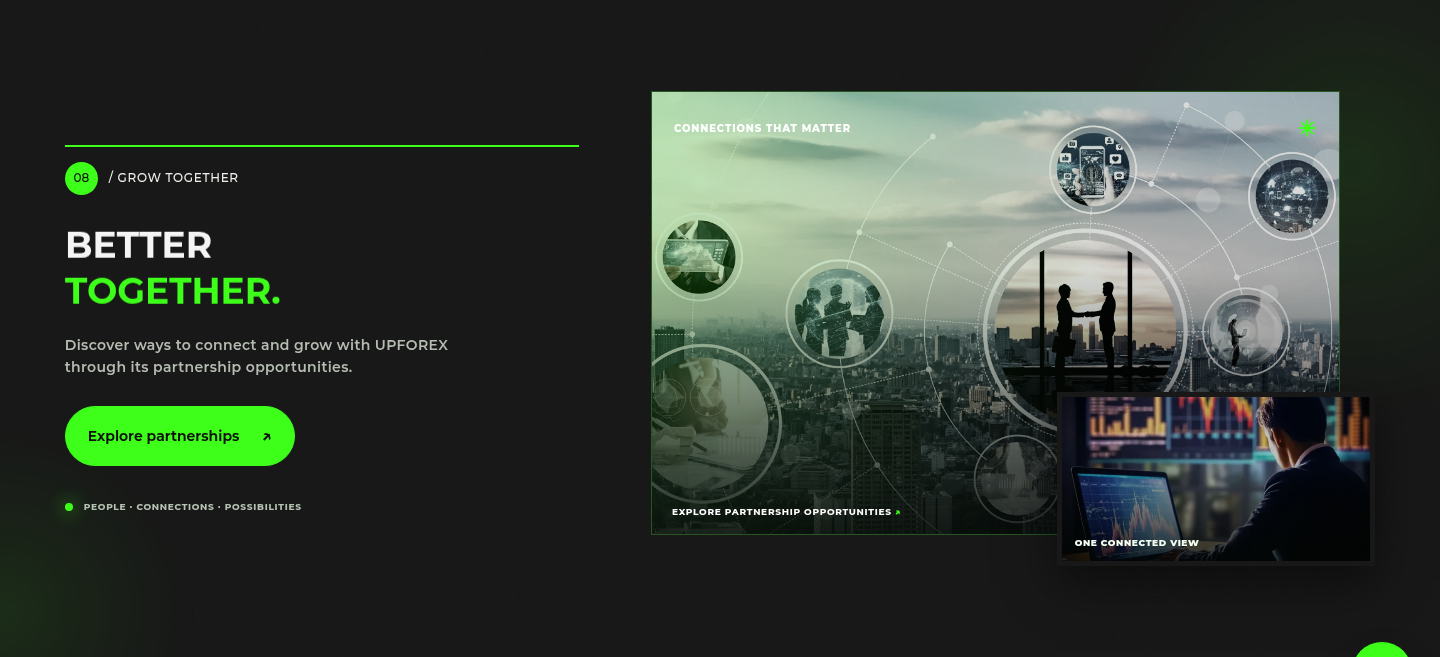 08 / GROW TOGETHER
BETTER
TOGETHER.
Discover ways to connect and grow with UPFOREX
through its partnership opportunities.
Explore partnerships ↗
PEOPLE · CONNECTIONS · POSSIBILITIES
CONNECTIONS THAT MATTER
EXPLORE PARTNERSHIP OPPORTUNITIES ↗
ONE CONNECTED VIEW